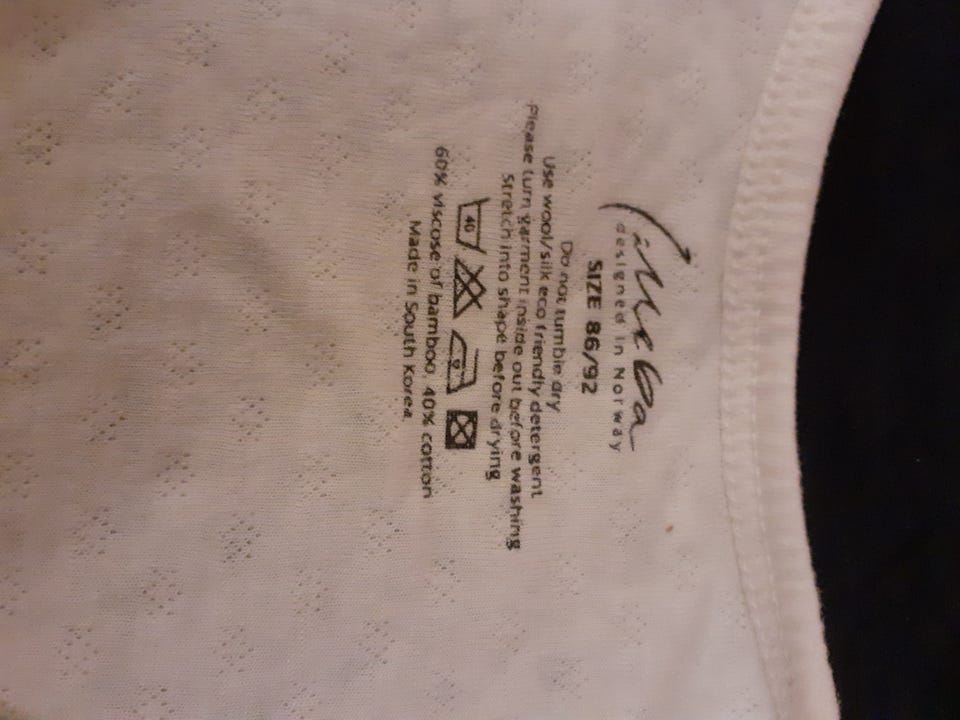 Lilleba
designed in Norway
SIZE 86/92
Do not tumble dry
Use wool/silk eco friendly detergent
Please turn garment inside out before washing
Stretch into shape before drying
40
60% viscose of bamboo, 40% cotton
Made in South Korea